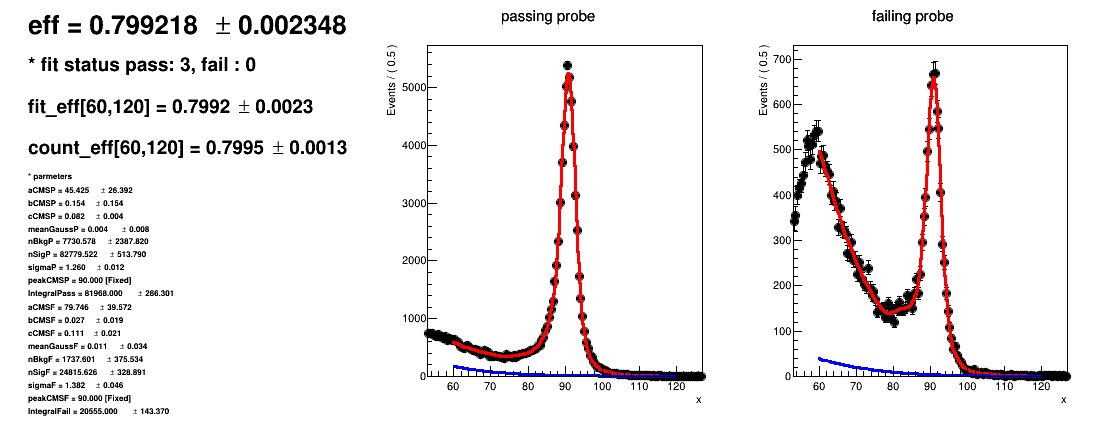 eff = 0.799218 ± 0.002348
* fit status pass: 3, fail : 0
fit_eff[60,120] = 0.7992 ± 0.0023
count_eff[60,120] = 0.7995 ± 0.0013
* parmeters
aCMSP = 45.425 ± 26.392
bCMSP = 0.154 ± 0.154
cCMSP = 0.082 ± 0.004
meanGaussP = 0.004 ± 0.008
nBkgP = 7730.578 ± 2387.820
nSigP = 82779.522 ± 513.790
sigmaP = 1.260 ± 0.012
peakCMSP = 90.000 [Fixed]
IntegralPass = 81968.000 ± 286.301
aCMSF = 79.746 ± 39.572
bCMSF = 0.027 ± 0.019
cCMSF = 0.111 ± 0.021
meanGaussF = 0.011 ± 0.034
nBkgF = 1737.601 ± 375.534
nSigF = 24815.626 ± 328.891
sigmaF = 1.382 ± 0.046
peakCMSF = 90.000 [Fixed]
IntegralFail = 20555.000 ± 143.370
passing probe
Events / ( 0.5 )
5000
4000
3000
2000
1000
0
60 70 80 90 100 110 120
x
failing probe
Events / ( 0.5 )
700
600
500
400
300
200
100
0
60 70 80 90 100 110 120
x